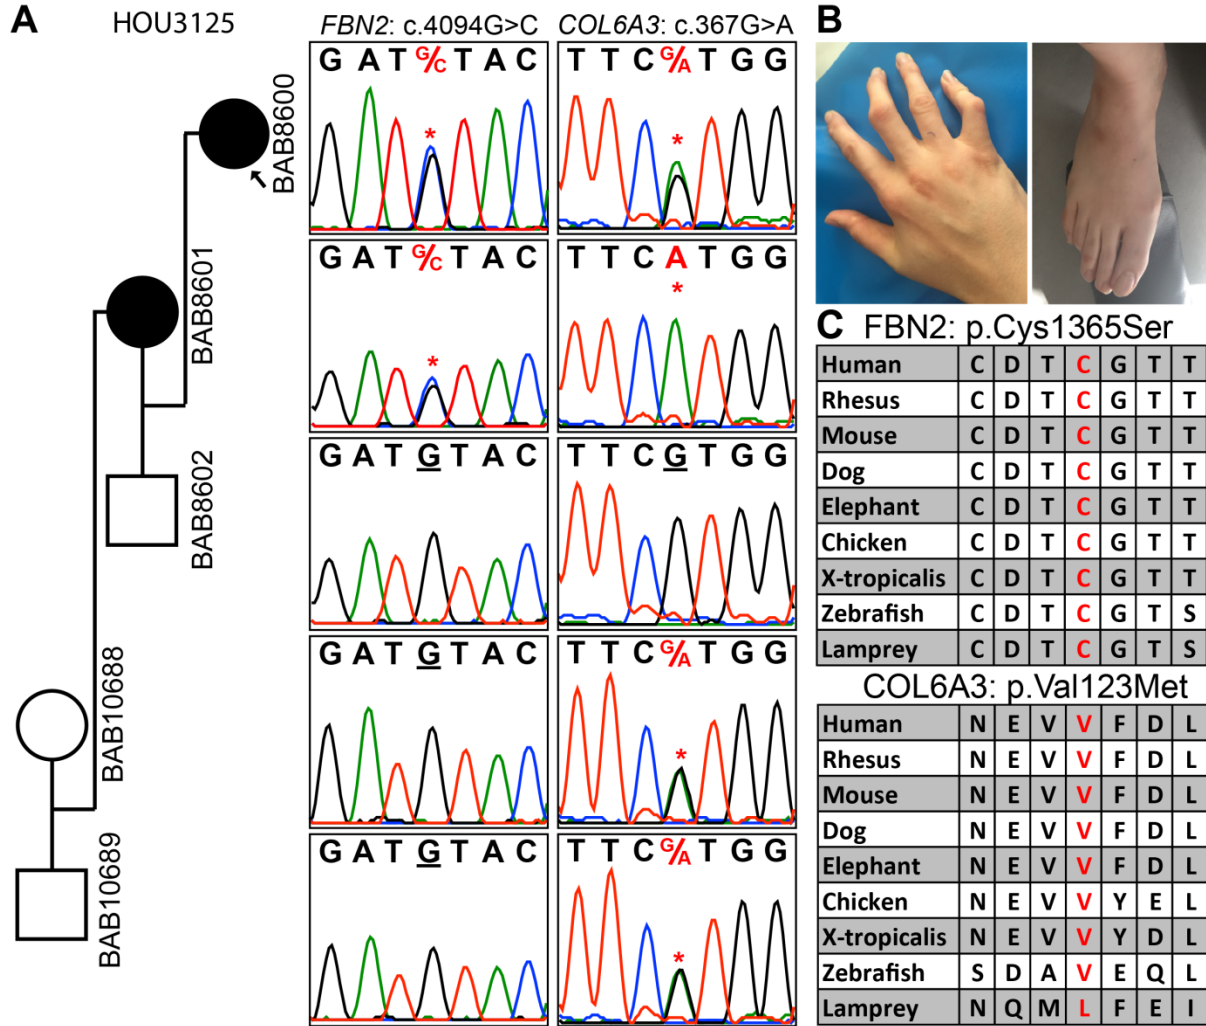 A
HOU3125
FBN2: c.4094G>C
COL6A3: c.367G>A
BAB8600
G A T G/C T A C
*
T T C G/A T G G
*
BAB8601
G A T G/C T A C
*
T T C A T G G
*
BAB8602
G A T G T A C
T T C G T G G
BAB10688
G A T G T A C
T T C G/A T G G
*
BAB10689
G A T G T A C
T T C G/A T G G
*
B
C FBN2: p.Cys1365Ser
Human C D T C G T T
Rhesus C D T C G T T
Mouse C D T C G T T
Dog C D T C G T T
Elephant C D T C G T T
Chicken C D T C G T T
X-tropicalis C D T C G T T
Zebrafish C D T C G T S
Lamprey C D T C G T S
COL6A3: p.Val123Met
Human N E V V F D L
Rhesus N E V V F D L
Mouse N E V V F D L
Dog N E V V F D L
Elephant N E V V F D L
Chicken N E V V Y E L
X-tropicalis N E V V Y D L
Zebrafish S D A V E Q L
Lamprey N Q M L F E I